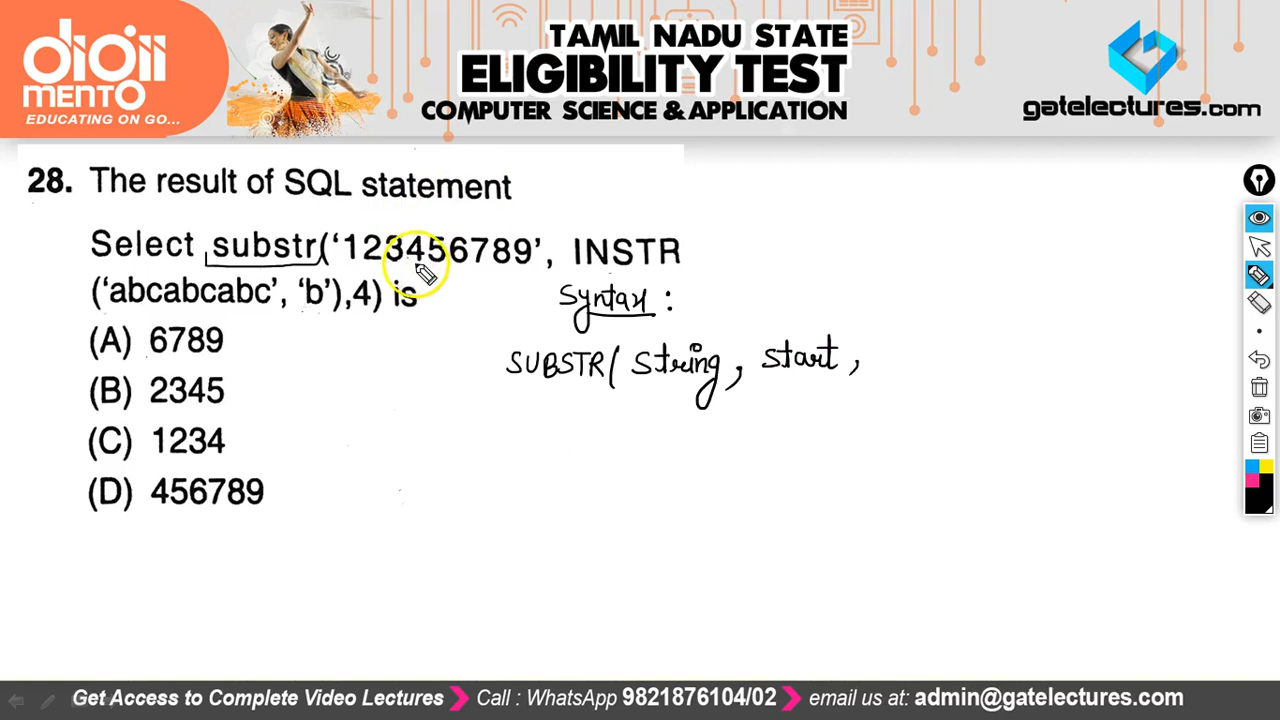 digii
mento
EDUCATING ON GO...
TAMIL NADU STATE
ELIGIBILITY TEST
COMPUTER SCIENCE & APPLICATION
gatelectures.com
28. The result of SQL statement
Select substr('123456789', INSTR
('abcabcabc', 'b'),4) is
(A) 6789
(B) 2345
(C) 1234
(D) 456789
Syntax :
SUBSTR( String, start,
Get Access to Complete Video Lectures Call : WhatsApp 9821876104/02 email us at: admin@gatelectures.com